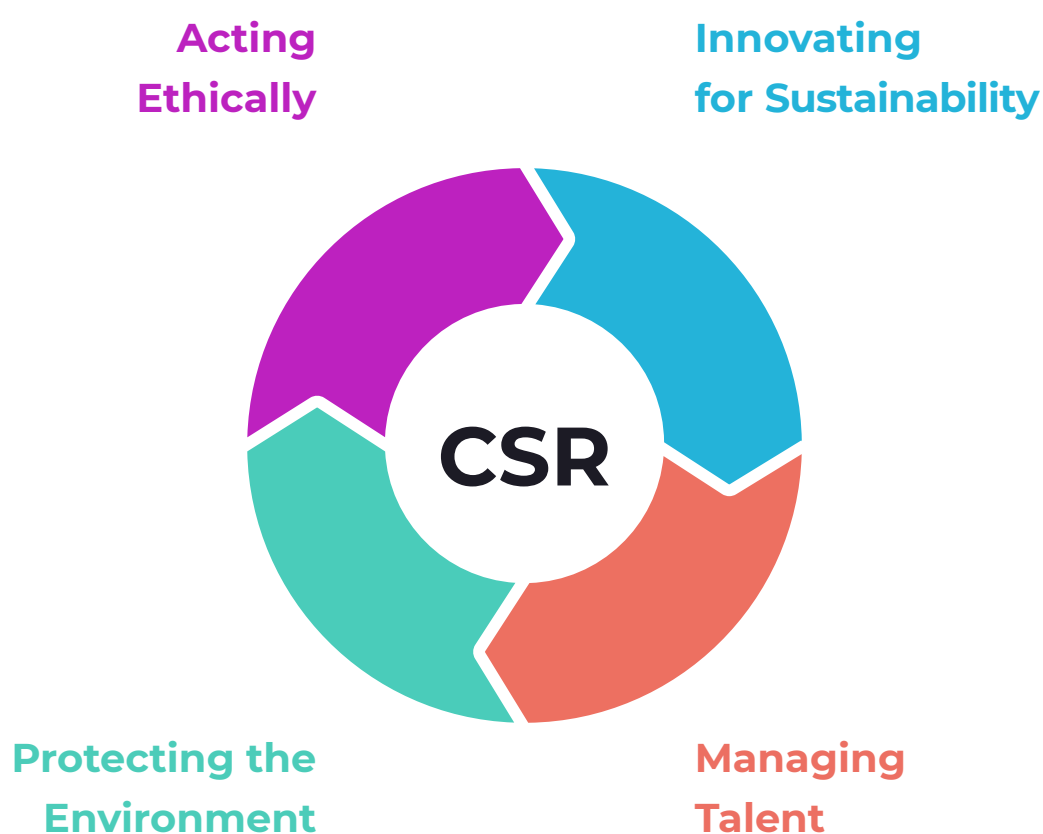 Acting
Ethically
Innovating
for Sustainability
CSR
Protecting the
Environment
Managing
Talent